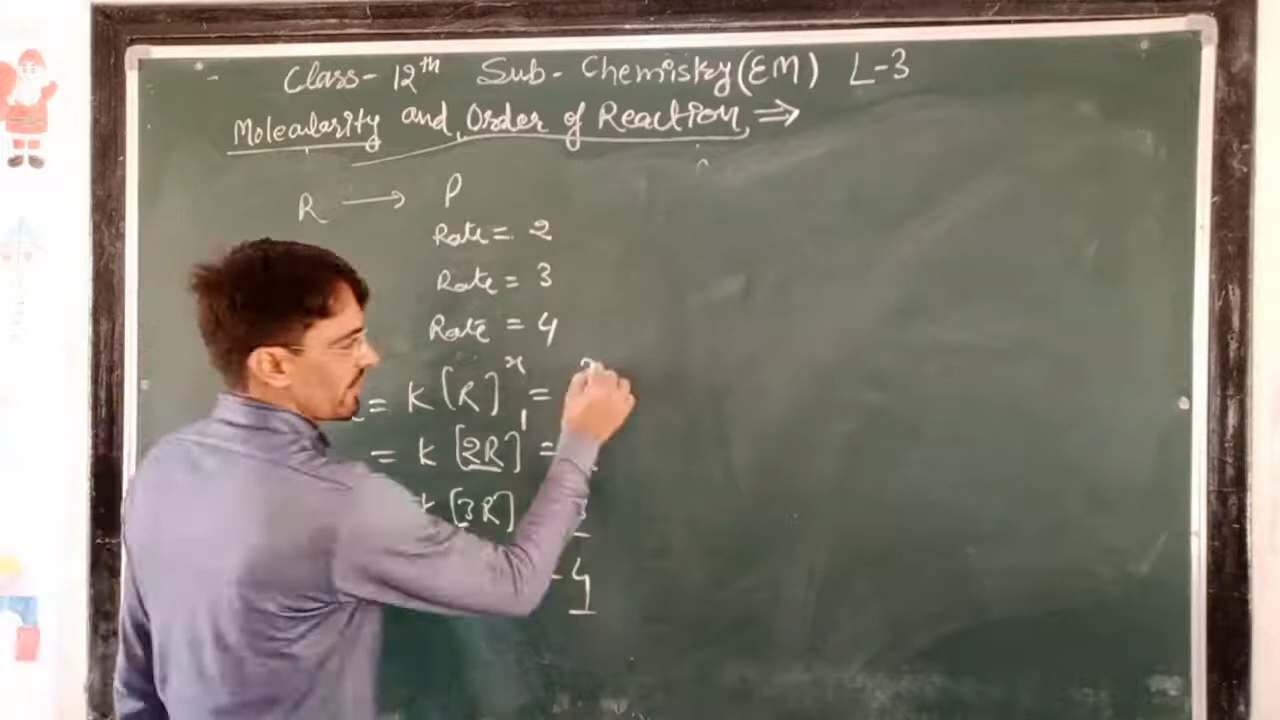 Class- 12th Sub- Chemistry (EM) L-3
Molecularity and Order of Reaction ⇒
R → P
Rate = 2
Rate = 3
Rate = 4
= K [R]ˣ =
= K [2R]¹ =
[3R]
4